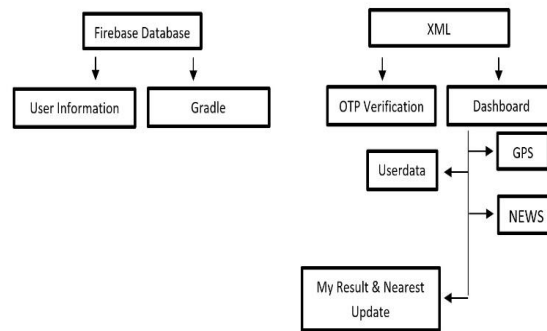 Firebase Database
XML
User Information
Gradle
OTP Verification
Dashboard
GPS
Userdata
NEWS
My Result & Nearest
Update